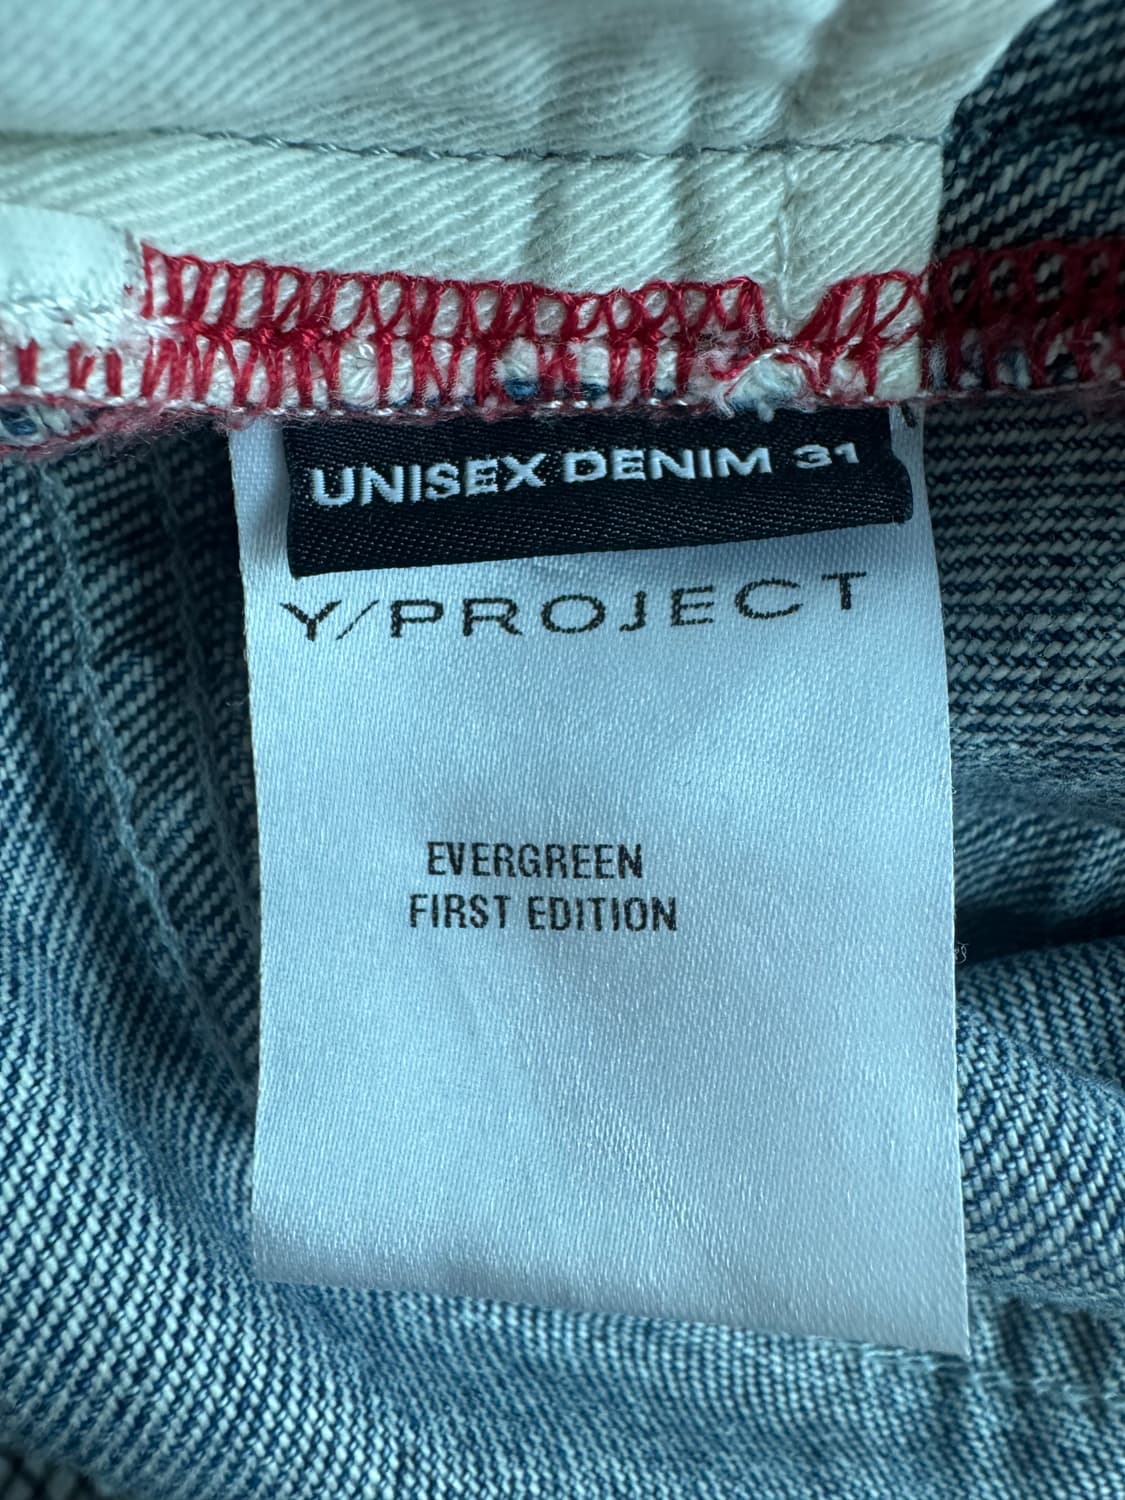 UNISEX DENIM 31
Y/PROJECT
EVERGREEN
FIRST EDITION